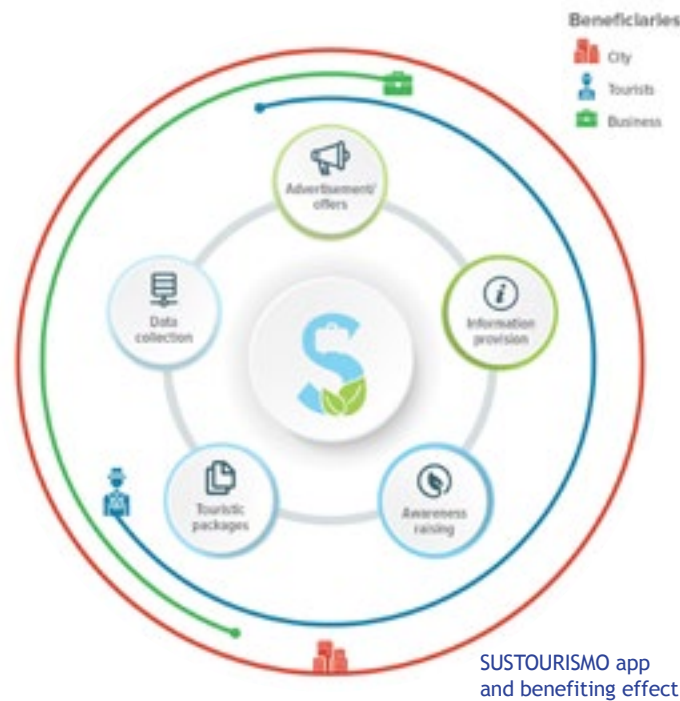 Beneficiaries
City
Tourists
Business
Advertisement/
offers
Data
collection
Information
provision
Touristic
packages
Awareness
raising
SUSTOURISMO app
and benefiting effect